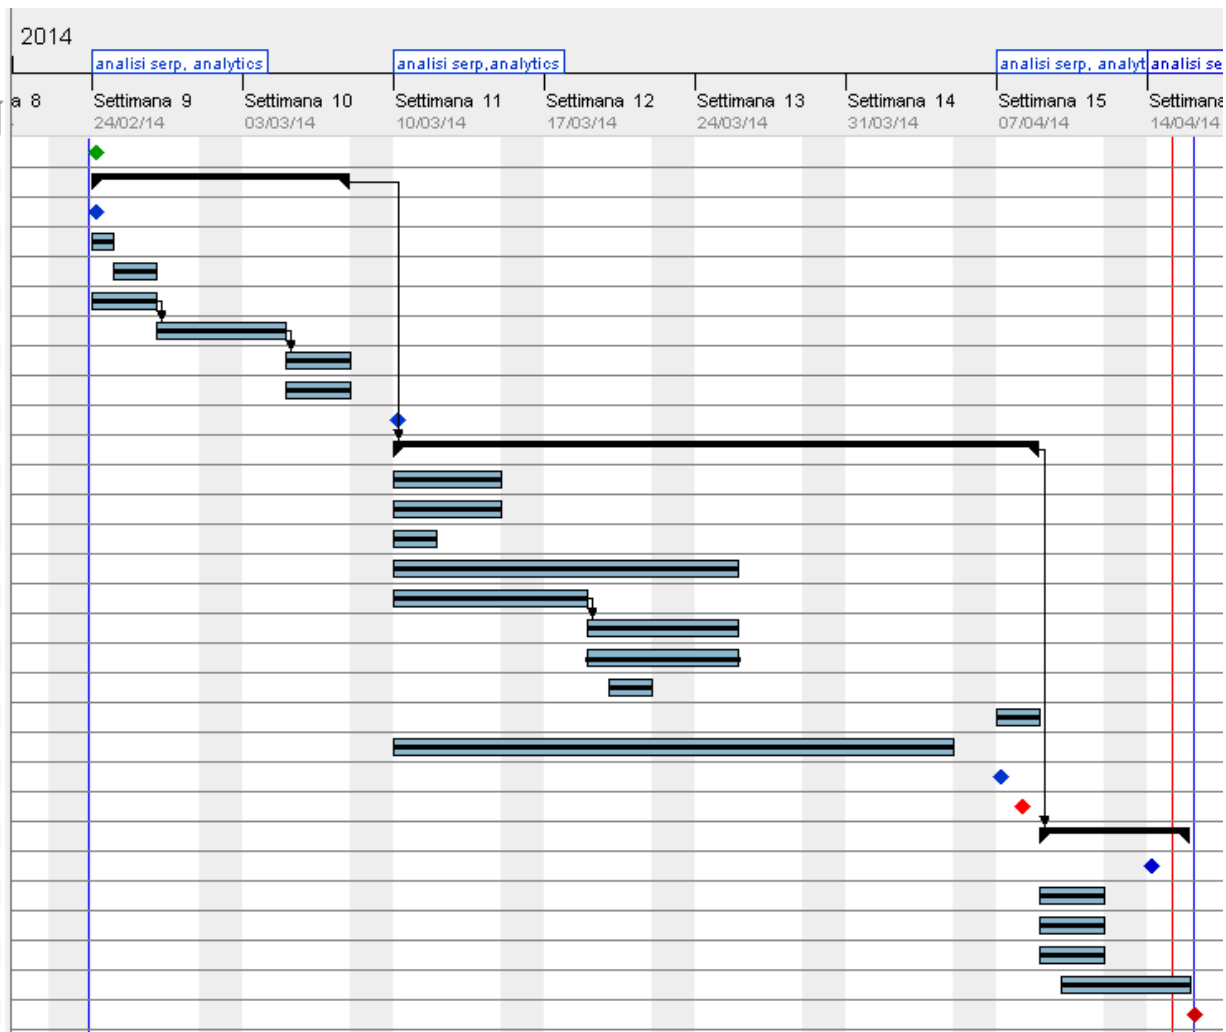 2014
analisi serp, analytics
analisi serp,analytics
analisi serp, analyt
analisi se
a 8
Settimana 9
Settimana 10
Settimana 11
Settimana 12
Settimana 13
Settimana 14
Settimana 15
Settimana
24/02/14
03/03/14
10/03/14
17/03/14
24/03/14
31/03/14
07/04/14
14/04/14